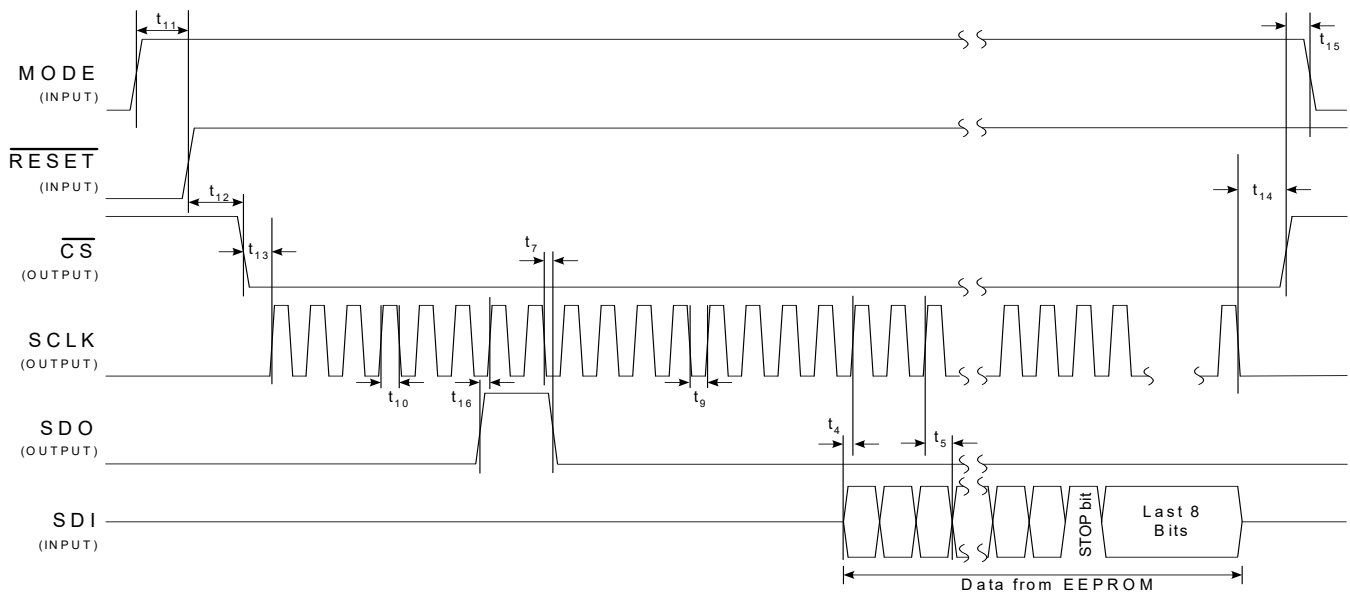 t11
t15
MODE
(INPUT)
RESET
(INPUT)
t12
t14
CS
(OUTPUT)
t13
t7
SCLK
(OUTPUT)
t10
t16
t9
SDO
(OUTPUT)
t4
t5
SDI
(INPUT)
STOP bit
Last 8
Bits
Data from EEPROM